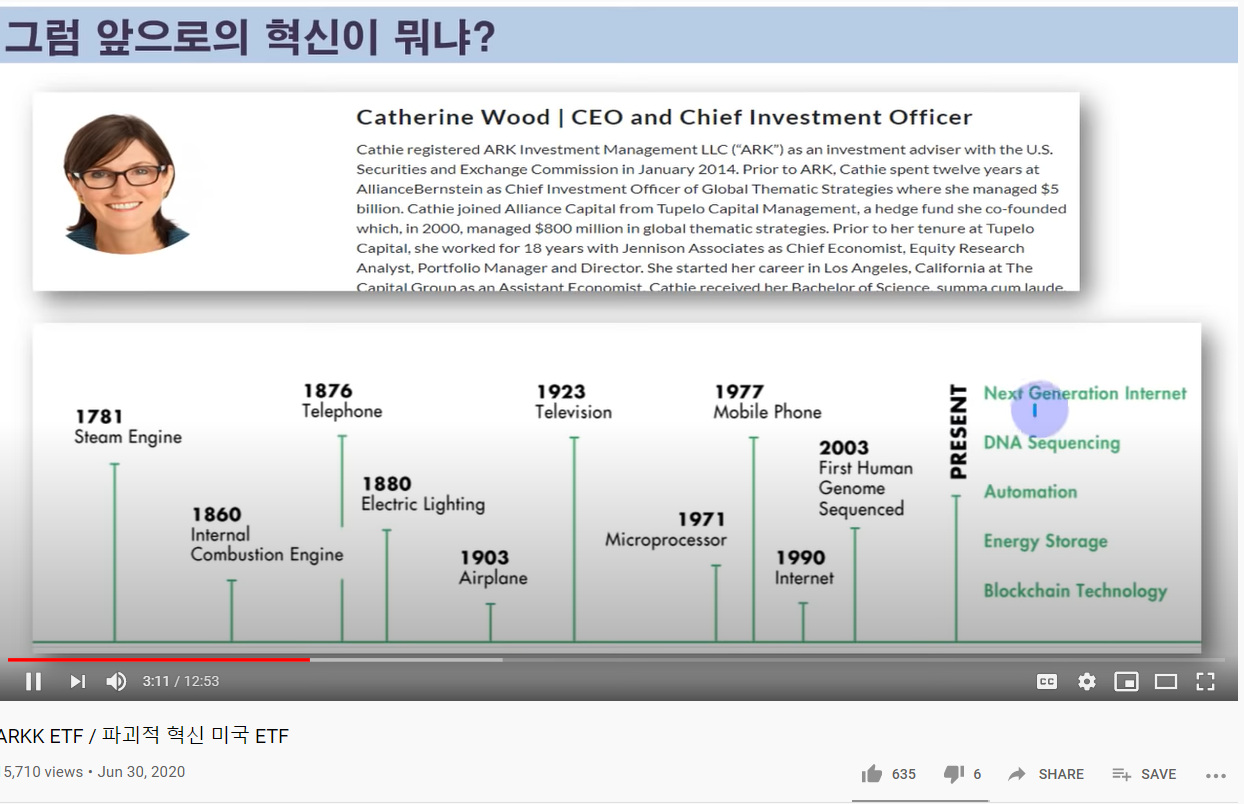 그럼 앞으로의 혁신이 뭐냐?
Catherine Wood | CEO and Chief Investment Officer
Cathie registered ARK Investment Management LLC (“ARK”) as an investment adviser with the U.S.
Securities and Exchange Commission in January 2014. Prior to ARK, Cathie spent twelve years at
AllianceBernstein as Chief Investment Officer of Global Thematic Strategies where she managed $5
billion. Cathie joined Alliance Capital from Tupelo Capital Management, a hedge fund she co-founded
which, in 2000, managed $800 million in global thematic strategies. Prior to her tenure at Tupelo
Capital, she worked for 18 years with Jennison Associates as Chief Economist, Equity Research
Analyst, Portfolio Manager and Director. She started her career in Los Angeles, California at The
Capital Group as an Assistant Economist. Cathie received her Bachelor of Science, summa cum laude,
1781
Steam Engine
1860
Internal
Combustion Engine
1876
Telephone
1880
Electric Lighting
1903
Airplane
1923
Television
1971
Microprocessor
1977
Mobile Phone
1990
Internet
2003
First Human
Genome
Sequenced
PRESENT
Next Generation Internet
DNA Sequencing
Automation
Energy Storage
Blockchain Technology
3:11 / 12:53
CC
ARKK ETF / 파괴적 혁신 미국 ETF
5,710 views • Jun 30, 2020
635
6
SHARE
SAVE